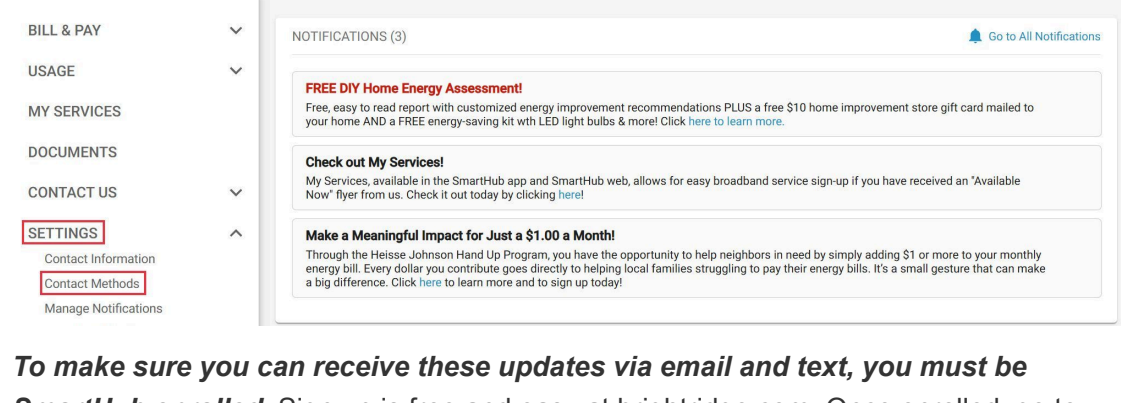 BILL & PAY
USAGE
MY SERVICES
DOCUMENTS
CONTACT US
SETTINGS
Contact Information
Contact Methods
Manage Notifications
NOTIFICATIONS (3)
Go to All Notifications
FREE DIY Home Energy Assessment!
Free, easy to read report with customized energy improvement recommendations PLUS a free $10 home improvement store gift card mailed to
your home AND a FREE energy-saving kit wth LED light bulbs & more! Click here to learn more.
Check out My Services!
My Services, available in the SmartHub app and SmartHub web, allows for easy broadband service sign-up if you have received an "Available
Now" flyer from us. Check it out today by clicking here!
Make a Meaningful Impact for Just a $1.00 a Month!
Through the Heisse Johnson Hand Up Program, you have the opportunity to help neighbors in need by simply adding $1 or more to your monthly
energy bill. Every dollar you contribute goes directly to helping local families struggling to pay their energy bills. It's a small gesture that can make
a big difference. Click here to learn more and to sign up today!
To make sure you can receive these updates via email and text, you must be